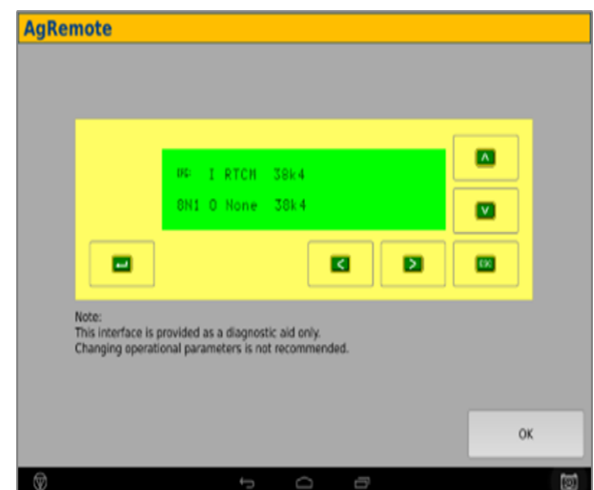 AgRemote
I RTCM 38k4
8N1 O None 38k4
ESC
Note:
This interface is provided as a diagnostic aid only.
Changing operational parameters is not recommended.
OK